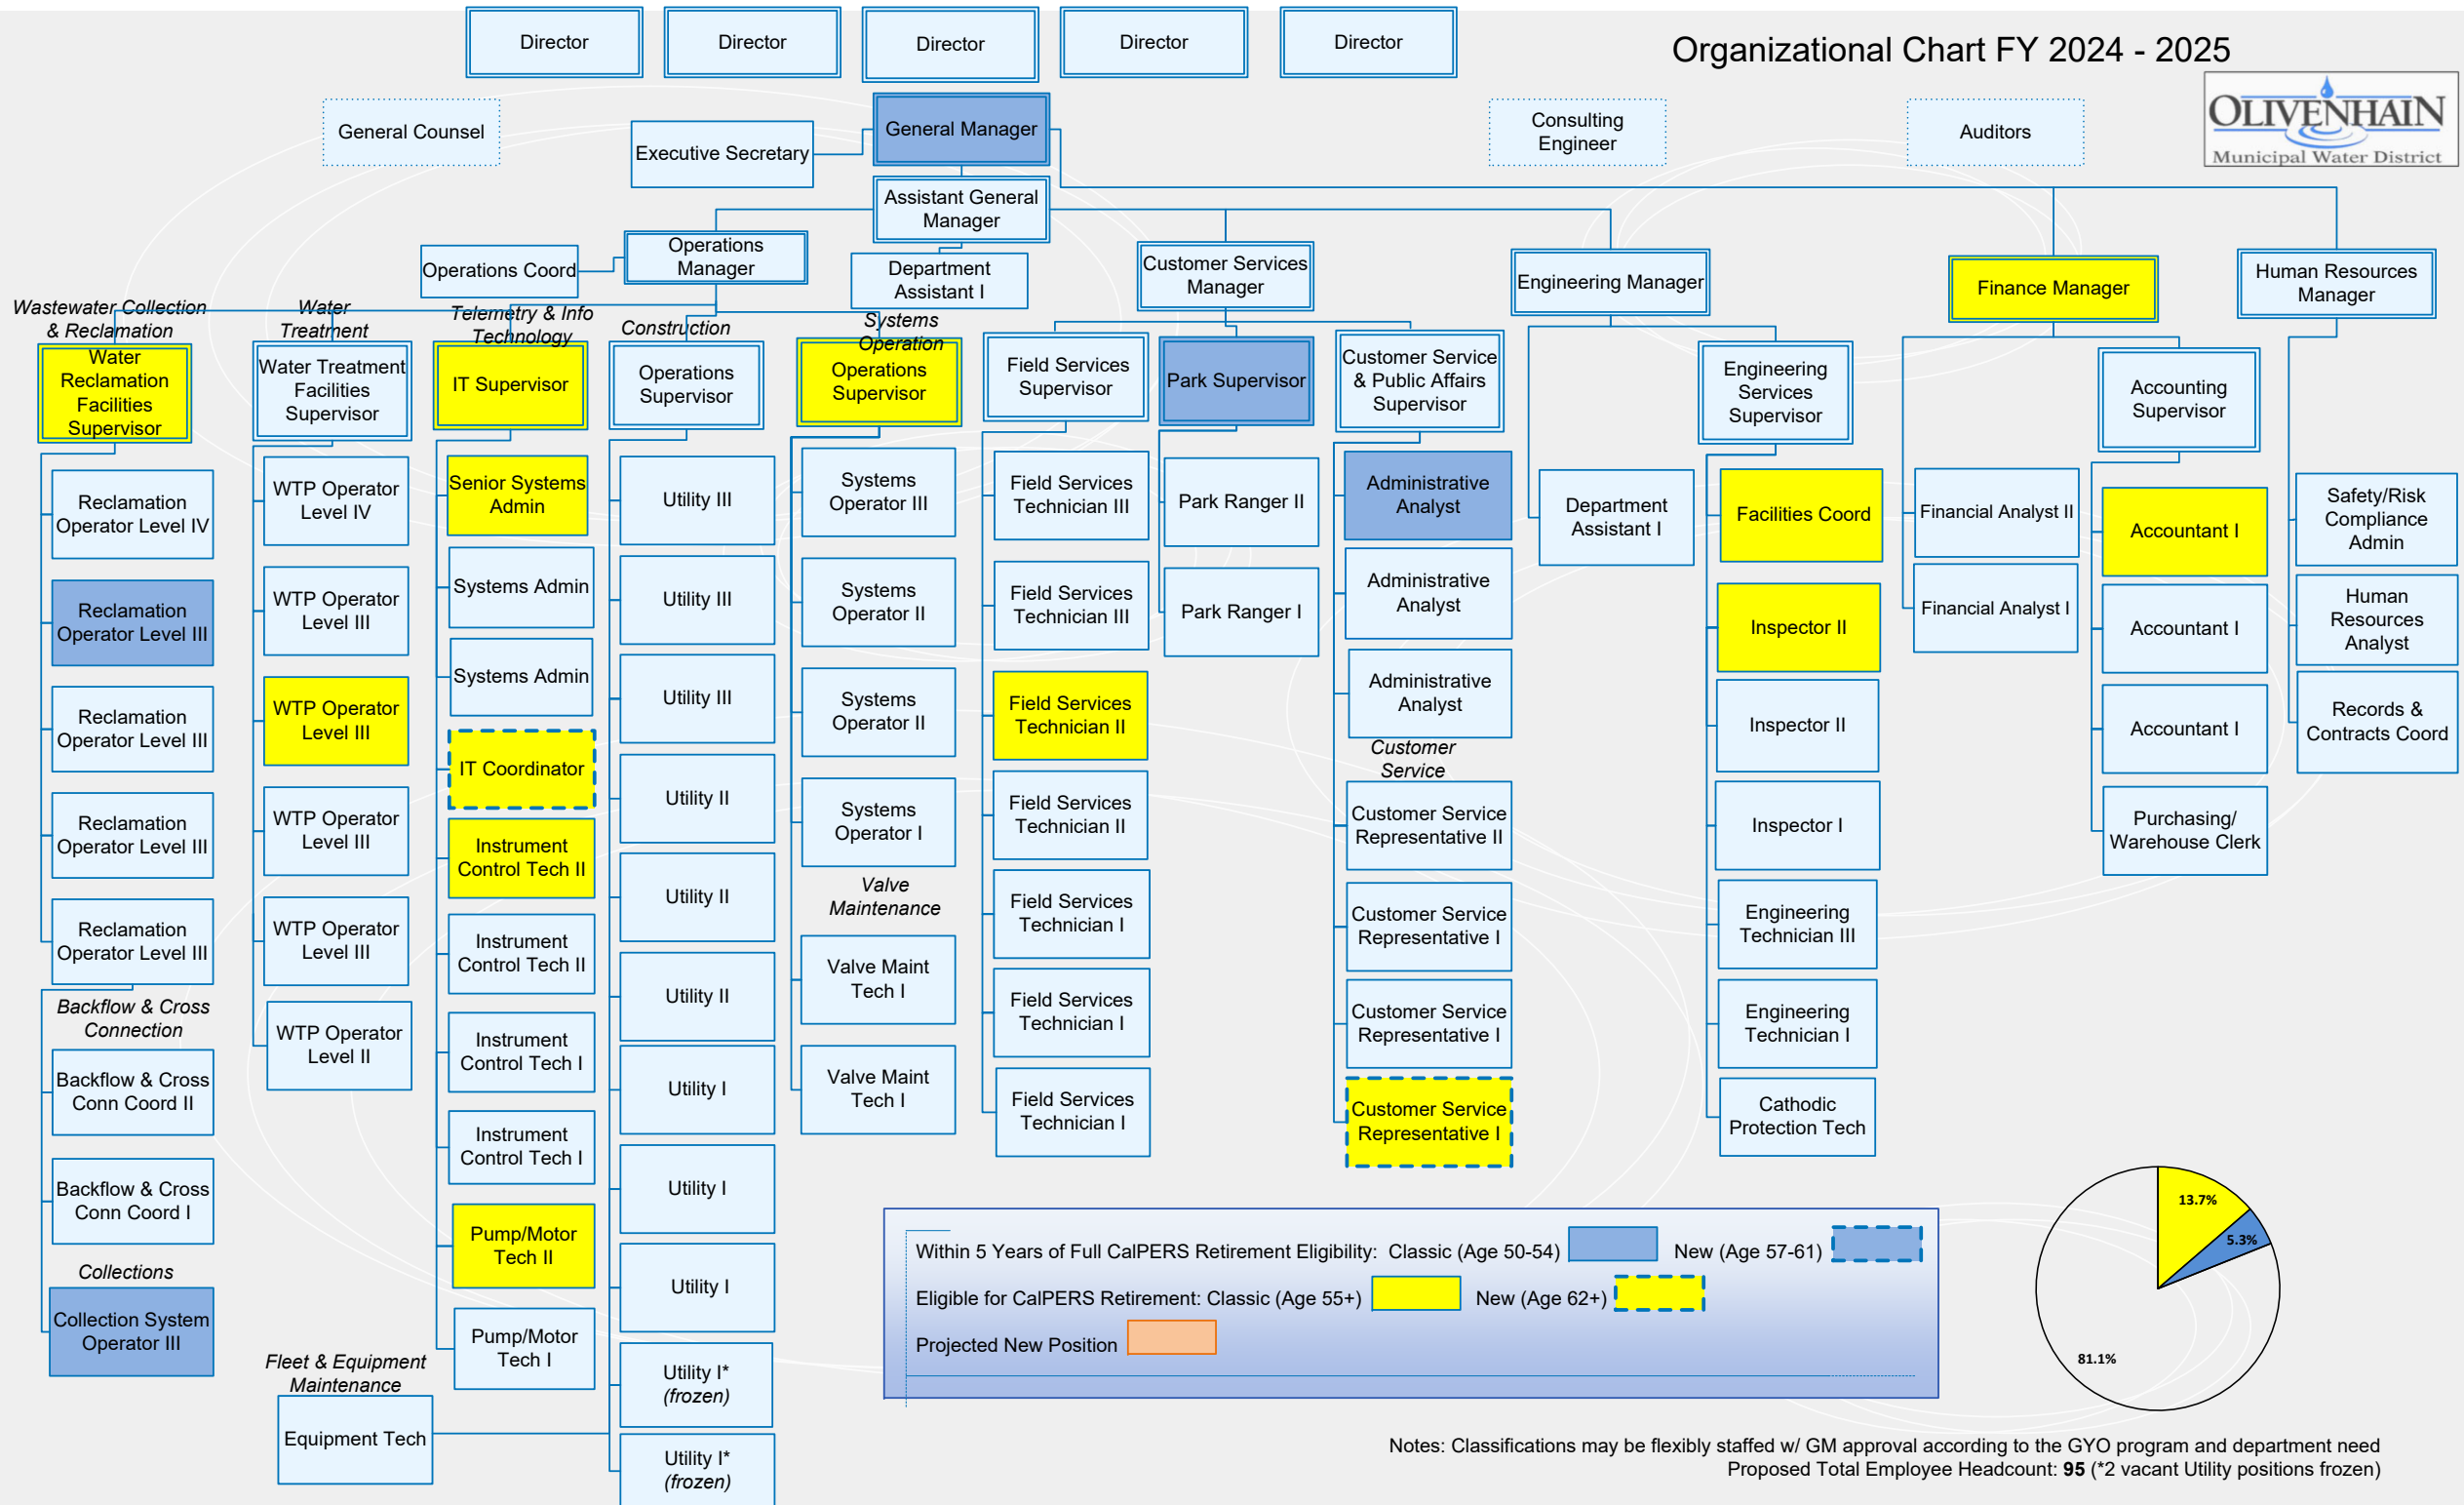 Director
Director
Director
Director
Director
Organizational Chart FY 2024 - 2025
OLIVENHAIN
Municipal Water District
General Counsel
General Manager
Executive Secretary
Consulting
Engineer
Auditors
Assistant General
Manager
Operations
Manager
Operations Coord
Department
Assistant I
Customer Services
Manager
Engineering Manager
Finance Manager
Human Resources
Manager
Wastewater Collection
& Reclamation
Water
Reclamation
Facilities
Supervisor
Reclamation
Operator Level IV
Reclamation
Operator Level III
Reclamation
Operator Level III
Reclamation
Operator Level III
Reclamation
Operator Level III
Backflow & Cross
Connection
Backflow & Cross
Conn Coord II
Backflow & Cross
Conn Coord I
Collections
Collection System
Operator III
Water
Treatment
Water Treatment
Facilities
Supervisor
WTP Operator
Level IV
WTP Operator
Level III
WTP Operator
Level III
WTP Operator
Level III
WTP Operator
Level III
WTP Operator
Level II
Fleet & Equipment
Maintenance
Equipment Tech
Telemetry & Info
Technology
IT Supervisor
Senior Systems
Admin
Systems Admin
Systems Admin
IT Coordinator
Instrument
Control Tech II
Instrument
Control Tech II
Instrument
Control Tech I
Instrument
Control Tech I
Pump/Motor
Tech II
Pump/Motor
Tech I
Construction
Operations
Supervisor
Utility III
Utility III
Utility III
Utility II
Utility II
Utility II
Utility I
Utility I
Utility I
Utility I*
(frozen)
Utility I*
(frozen)
Systems
Operation
Operations
Supervisor
Systems
Operator III
Systems
Operator II
Systems
Operator II
Systems
Operator I
Valve
Maintenance
Valve Maint
Tech I
Valve Maint
Tech I
Field Services
Supervisor
Field Services
Technician III
Field Services
Technician III
Field Services
Technician II
Field Services
Technician II
Field Services
Technician I
Field Services
Technician I
Field Services
Technician I
Park Supervisor
Park Ranger II
Park Ranger I
Customer Service
& Public Affairs
Supervisor
Administrative
Analyst
Administrative
Analyst
Administrative
Analyst
Customer
Service
Customer Service
Representative II
Customer Service
Representative I
Customer Service
Representative I
Customer Service
Representative I
Department
Assistant I
Engineering
Services
Supervisor
Facilities Coord
Inspector II
Inspector II
Inspector I
Engineering
Technician III
Engineering
Technician I
Cathodic
Protection Tech
Financial Analyst II
Financial Analyst I
Accounting
Supervisor
Accountant I
Accountant I
Accountant I
Purchasing/
Warehouse Clerk
Safety/Risk
Compliance
Admin
Human
Resources
Analyst
Records &
Contracts Coord
Within 5 Years of Full CalPERS Retirement Eligibility: Classic (Age 50-54) New (Age 57-61)
Eligible for CalPERS Retirement: Classic (Age 55+) New (Age 62+)
Projected New Position
13.7%
5.3%
81.1%
Notes: Classifications may be flexibly staffed w/ GM approval according to the GYO program and department need
Proposed Total Employee Headcount: 95 (*2 vacant Utility positions frozen)